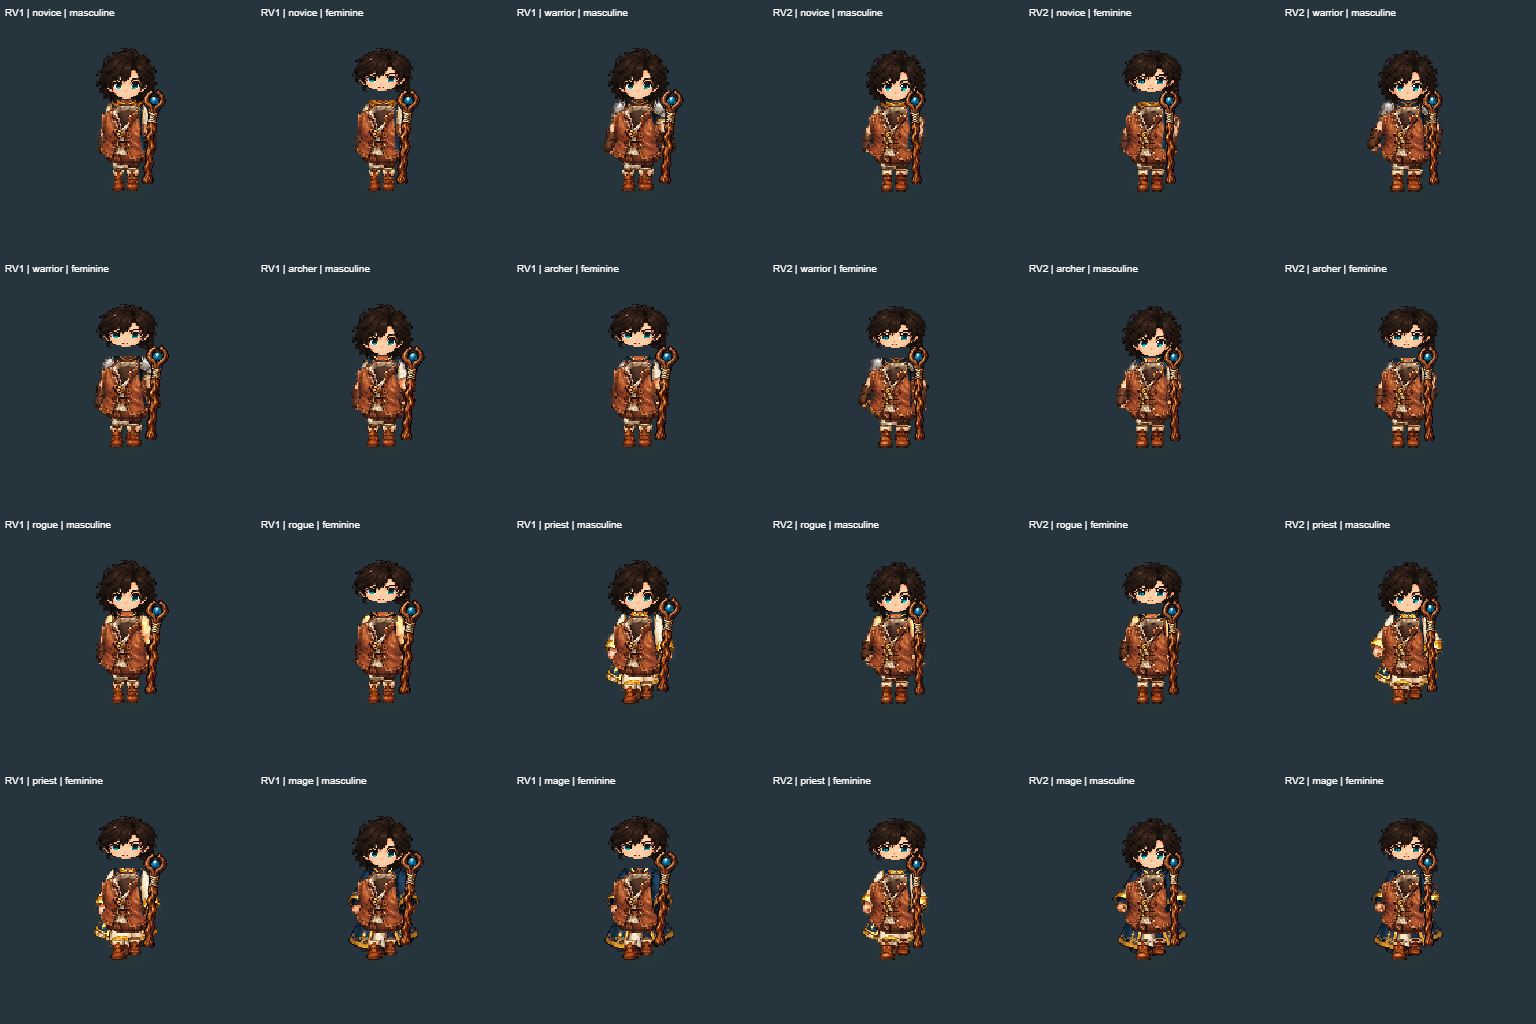 RV1 | novice | masculine
RV1 | novice | feminine
RV1 | warrior | masculine
RV2 | novice | masculine
RV2 | novice | feminine
RV2 | warrior | masculine
RV1 | warrior | feminine
RV1 | archer | masculine
RV1 | archer | feminine
RV2 | warrior | feminine
RV2 | archer | masculine
RV2 | archer | feminine
RV1 | rogue | masculine
RV1 | rogue | feminine
RV1 | priest | masculine
RV2 | rogue | masculine
RV2 | rogue | feminine
RV2 | priest | masculine
RV1 | priest | feminine
RV1 | mage | masculine
RV1 | mage | feminine
RV2 | priest | feminine
RV2 | mage | masculine
RV2 | mage | feminine